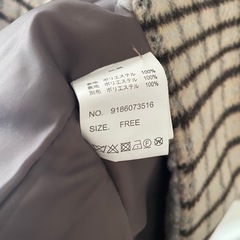 表地 ポリエステル 100%
裏地 ポリエステル 100%
別布 ポリエステル 100%
NO. 9186073516
SIZE. FREE